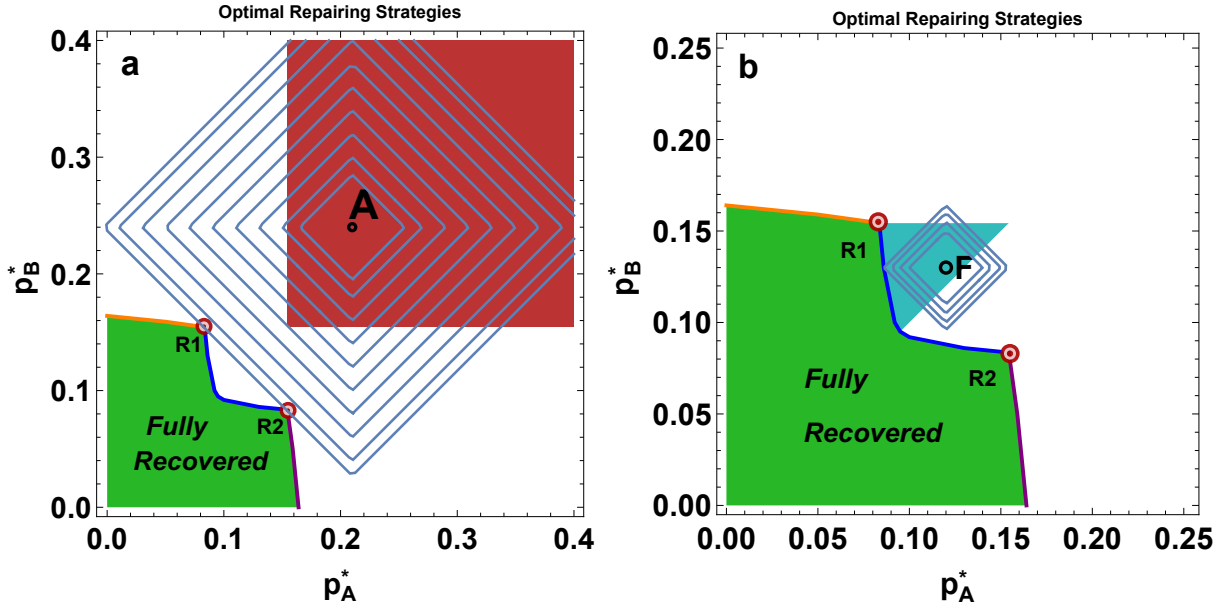 Optimal Repairing Strategies
a
0.4
0.3
0.2
0.1
0.0
p*B
A
R1
R2
Fully
Recovered
0.0 0.1 0.2 0.3 0.4
p*A
Optimal Repairing Strategies
b
0.25
0.20
0.15
0.10
0.05
0.00
p*B
R1
F
R2
Fully
Recovered
0.00 0.05 0.10 0.15 0.20 0.25
p*A